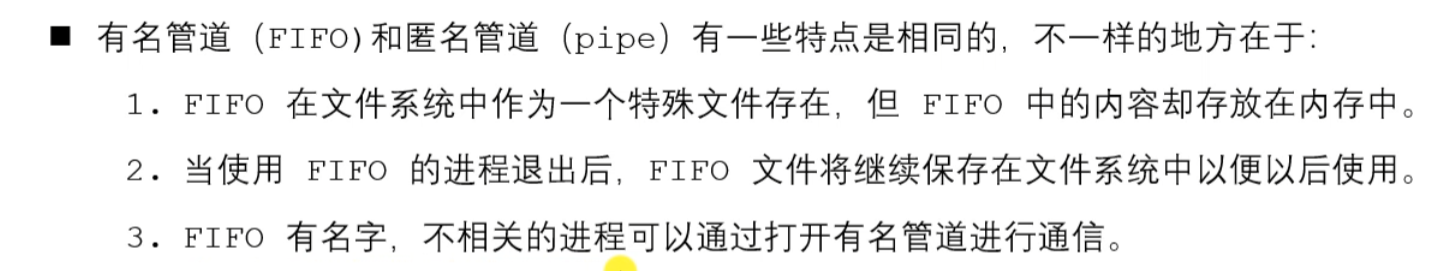 ■ 有名管道（FIFO)和匿名管道（pipe）有一些特点是相同的，不一样的地方在于：
1. FIFO 在文件系统中作为一个特殊文件存在，但 FIFO 中的内容却存放在内存中。
2. 当使用 FIFO 的进程退出后，FIFO 文件将继续保存在文件系统中以便以后使用。
3. FIFO 有名字，不相关的进程可以通过打开有名管道进行通信。